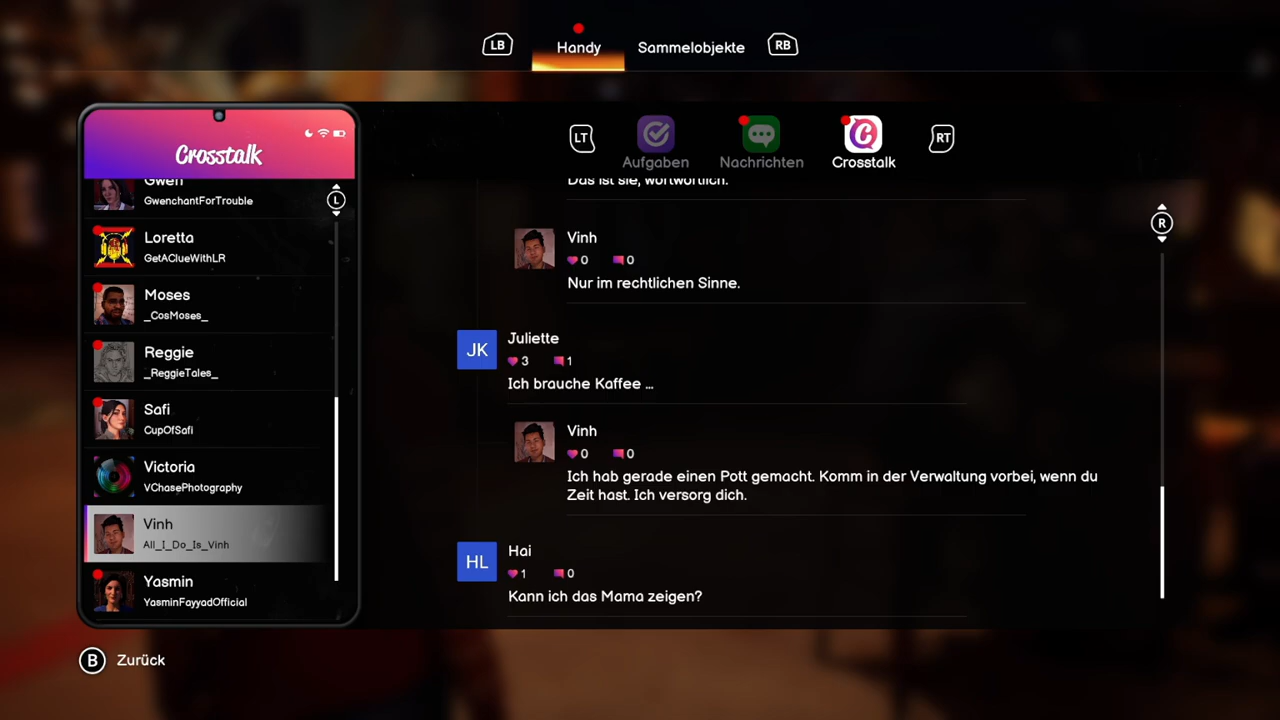 LB
Handy
Sammelobjekte
RB
Crosstalk
Gwen
GwenchantForTrouble
L
Loretta
GetAClueWithLR
Moses
_CosMoses_
Reggie
_ReggieTales_
Safi
CupOfSafi
Victoria
VChasePhotography
Vinh
All_I_Do_Is_Vinh
Yasmin
YasminFayyadOfficial
LT
Aufgaben
Nachrichten
Crosstalk
RT
Das ist sie, wortwörtlich.
R
Vinh
0 0
Nur im rechtlichen Sinne.
JK
Juliette
3 1
Ich brauche Kaffee ...
Vinh
0 0
Ich hab gerade einen Pott gemacht. Komm in der Verwaltung vorbei, wenn du
Zeit hast. Ich versorg dich.
HL
Hai
1 0
Kann ich das Mama zeigen?
B Zurück